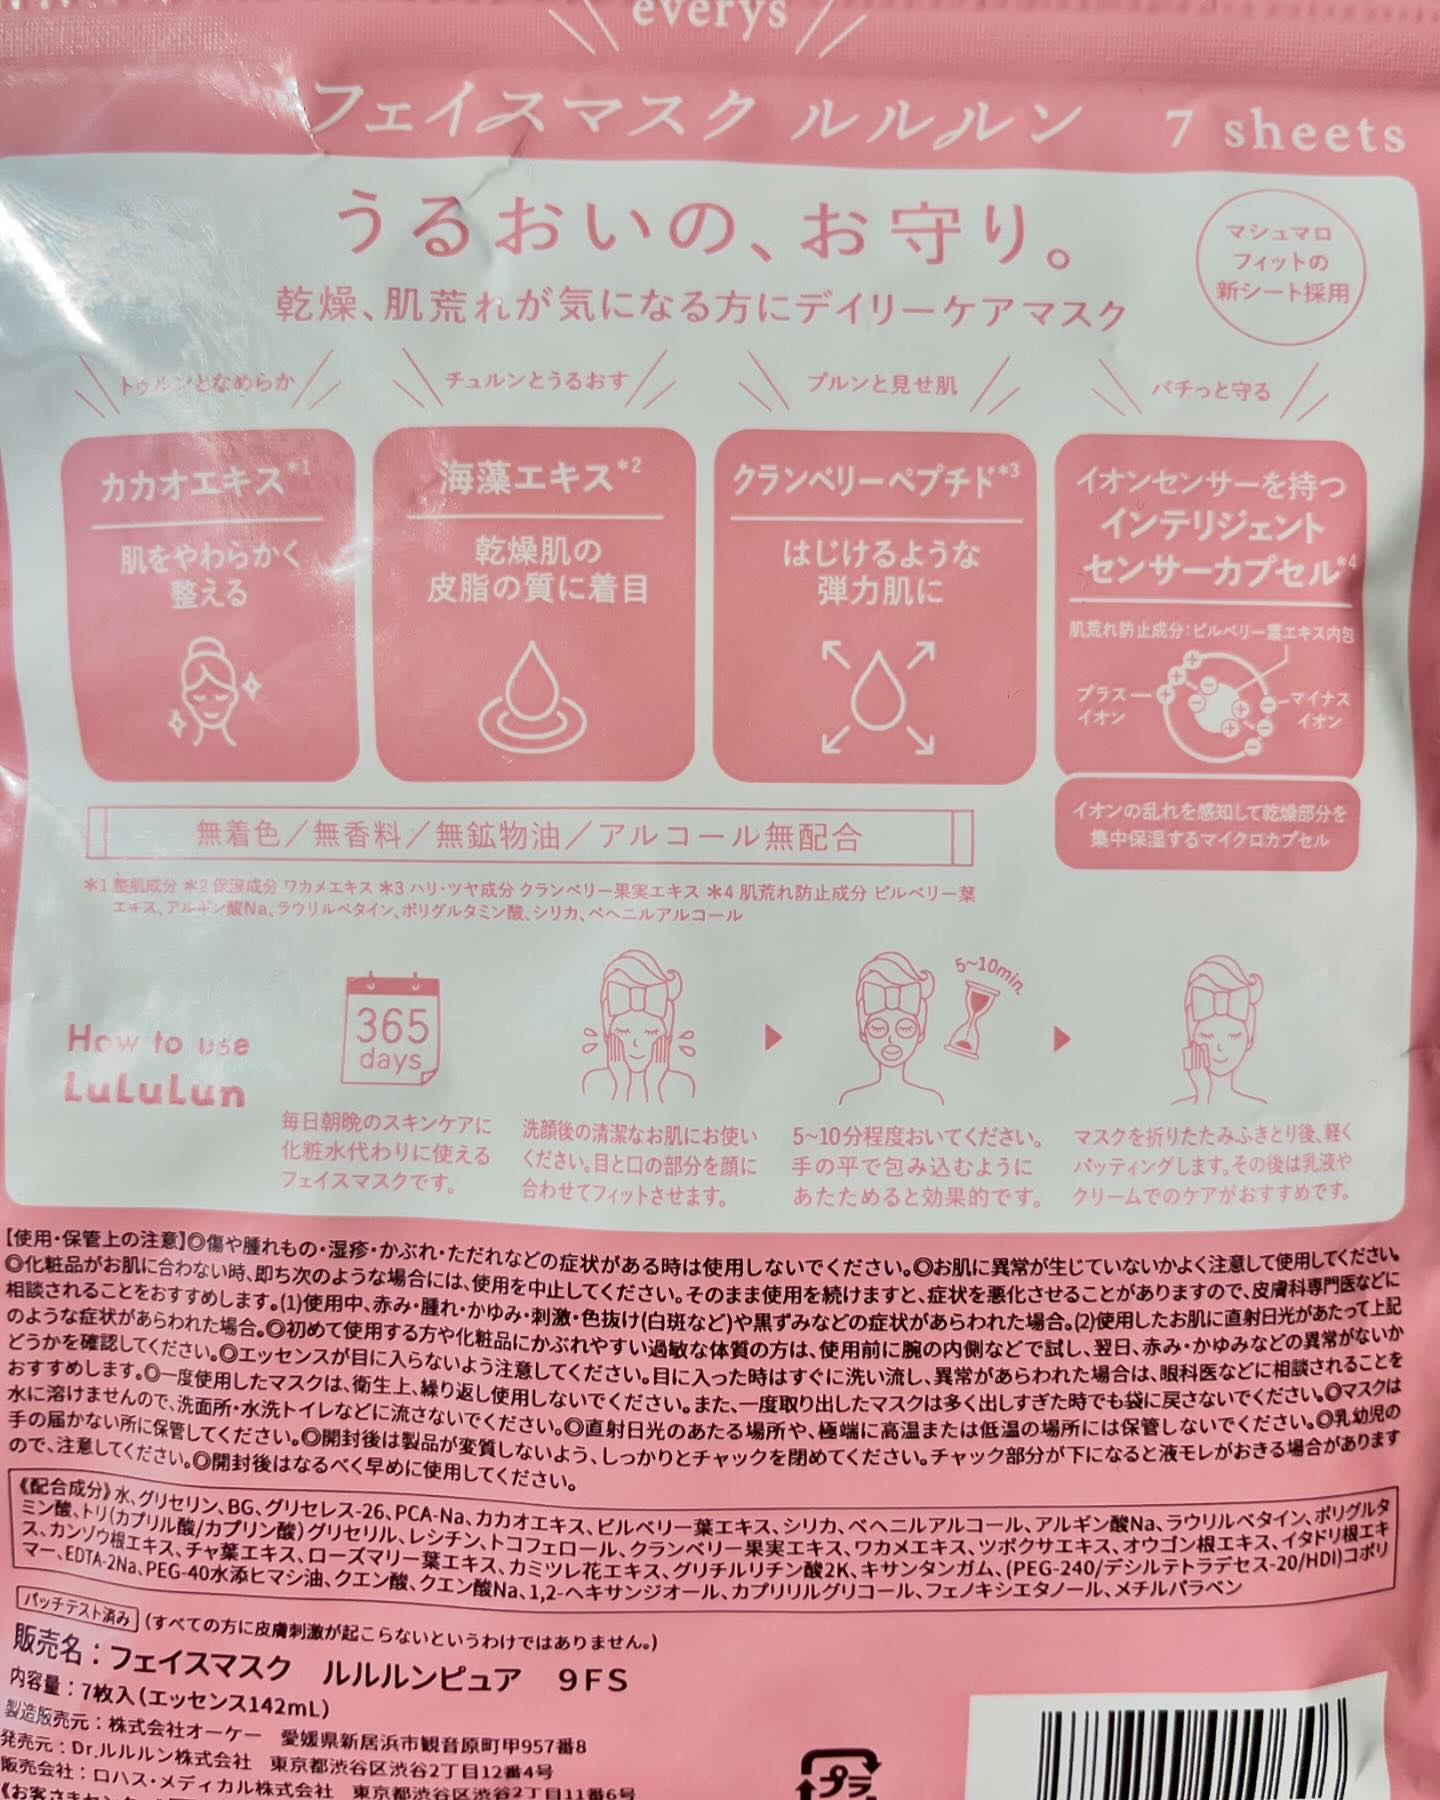 everys
フェイスマスク ルルルン 7 sheets
うるおいの、お守り。
乾燥、肌荒れが気になる方にデイリーケアマスク
マシュマロ
フィットの
新シート採用
トゥルンとなめらか
チュルンとうるおす
プルンと見せ肌
パチっと守る
カカオエキス*1
肌をやわらかく
整える
海藻エキス*2
乾燥肌の
皮脂の質に着目
クランベリーペプチド*3
はじけるような
弾力肌に
イオンセンサーを持つ
インテリジェント
センサーカプセル*4
肌荒れ防止成分:ビルベリー葉エキス内包
プラス
イオン
マイナス
イオン
イオンの乱れを感知して乾燥部分を
集中保湿するマイクロカプセル
無着色/無香料/無鉱物油/アルコール無配合
*1 整肌成分 *2 保湿成分 ワカメエキス *3 ハリ・ツヤ成分 クランベリー果実エキス *4 肌荒れ防止成分 ビルベリー葉
エキス、アルギン酸Na、ラウリルベタイン、ポリグルタミン酸、シリカ、ベヘニルアルコール
How to use
LuLuLun
365
days
毎日朝晩のスキンケアに
化粧水代わりに使える
フェイスマスクです。
洗顔後の清潔なお肌にお使い
ください。目と口の部分を顔に
合わせてフィットさせます。
5~10min.
5~10分程度おいてください。
手の平で包み込むように
あたためると効果的です。
マスクを折りたたみふきとり後、軽く
パッティングします。その後は乳液や
クリームでのケアがおすすめです。
【使用・保管上の注意】◎傷や腫れもの・湿疹・かぶれ・ただれなどの症状がある時は使用しないでください。◎お肌に異常が生じていないかよく注意して使用してください。
◎化粧品がお肌に合わない時、即ち次のような場合には、使用を中止してください。そのまま使用を続けますと、症状を悪化させることがありますので、皮膚科専門医などに
相談されることをおすすめします。(1)使用中、赤み・腫れ・かゆみ・刺激・色抜け(白斑など)や黒ずみなどの症状があらわれた場合。(2)使用したお肌に直射日光があたって上記
のような症状があらわれた場合。◎初めて使用する方や化粧品にかぶれやすい過敏な体質の方は、使用前に腕の内側などで試し、翌日、赤み・かゆみなどの異常がないか
どうかを確認してください。◎エッセンスが目に入らないよう注意してください。目に入った時はすぐに洗い流し、異常があらわれた場合は、眼科医などに相談されることを
おすすめします。◎一度使用したマスクは、衛生上、繰り返し使用しないでください。また、一度取り出したマスクは多く出しすぎた時でも袋に戻さないでください。◎マスクは
水に溶けませんので、洗面所・水洗トイレなどに流さないでください。◎直射日光のあたる場所や、極端に高温または低温の場所には保管しないでください。◎乳幼児の
手の届かない所に保管してください。◎開封後は製品が変質しないよう、しっかりとチャックを閉めてください。チャック部分が下になると液モレがおきる場合があります
ので、注意してください。◎開封後はなるべく早めに使用してください。
《配合成分》水、グリセリン、BG、グリセレス-26、PCA-Na、カカオエキス、ビルベリー葉エキス、シリカ、ベヘニルアルコール、アルギン酸Na、ラウリルベタイン、ポリグルタ
ミン酸、トリ(カプリル酸/カプリン酸)グリセリル、レシチン、トコフェロール、クランベリー果実エキス、ワカメエキス、ツボクサエキス、オウゴン根エキス、イタドリ根エキ
ス、カンゾウ根エキス、チャ葉エキス、ローズマリー葉エキス、カミツレ花エキス、グリチルリチン酸2K、キサンタンガム、(PEG-240/デシルテトラデセス-20/HDI)コポリ
マー、EDTA-2Na、PEG-40水添ヒマシ油、クエン酸、クエン酸Na、1,2-ヘキサンジオール、カプリリルグリコール、フェノキシエタノール、メチルパラベン
パッチテスト済み (すべての方に皮膚刺激が起こらないというわけではありません。)
販売名:フェイスマスク ルルルンピュア 9FS
内容量:7枚入(エッセンス142mL)
製造販売元:株式会社オーケー 愛媛県新居浜市観音原町甲957番8
発売元:Dr.ルルルン株式会社 東京都渋谷区渋谷2丁目12番4号
販売会社:ロハス・メディカル株式会社 東京都渋谷区渋谷2丁目11番6号
プラ